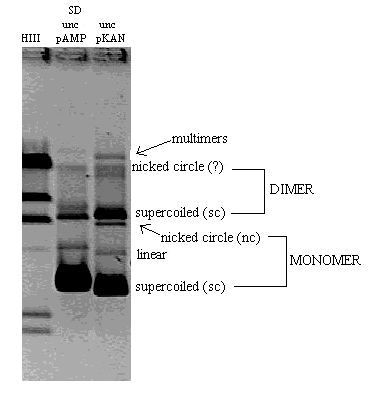 SD
unc unc
HIII pAMP pKAN
multimers
nicked circle (?)
DIMER
supercoiled (sc)
nicked circle (nc)
linear
MONOMER
supercoiled (sc)